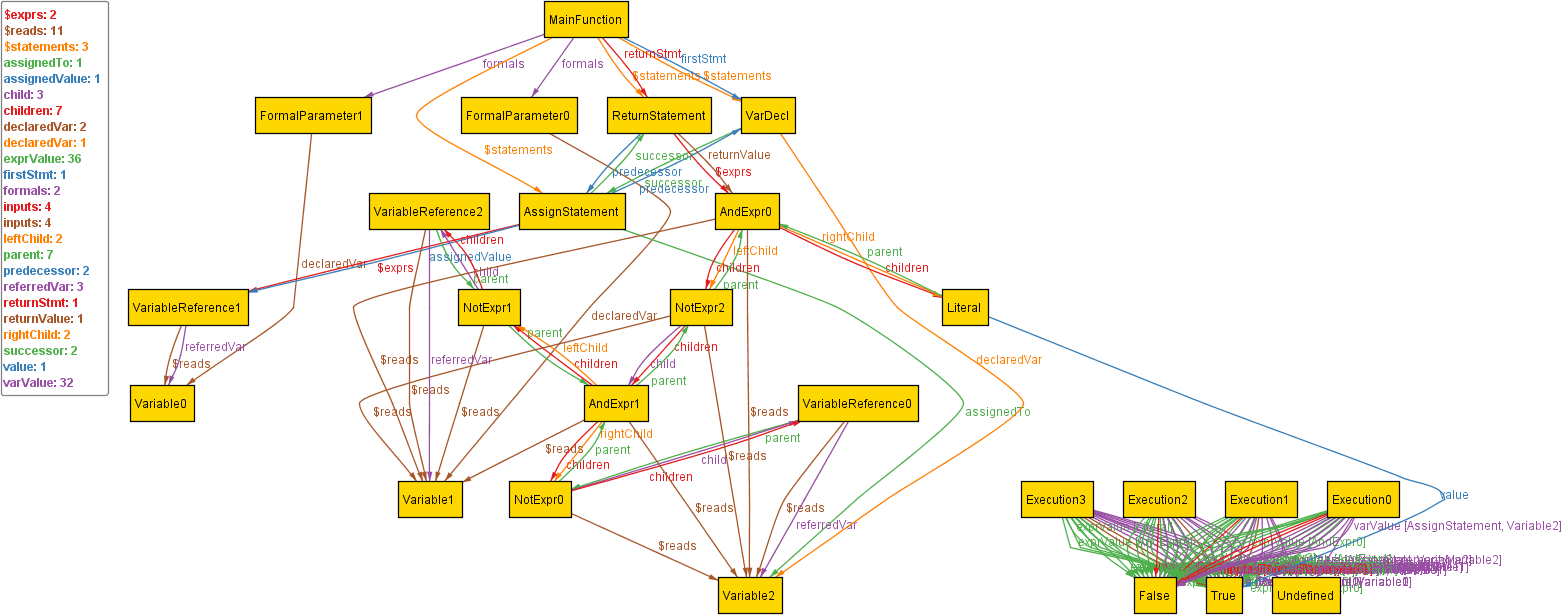 $exprs: 2
$reads: 11
$statements: 3
assignedTo: 1
assignedValue: 1
child: 3
children: 7
declaredVar: 2
declaredVar: 1
exprValue: 36
firstStmt: 1
formals: 2
inputs: 4
inputs: 4
leftChild: 2
parent: 7
predecessor: 2
referredVar: 3
returnStmt: 1
returnValue: 1
rightChild: 2
successor: 2
value: 1
varValue: 32
MainFunction
returnStmt
firstStmt
formals
formals
$statements
$statements
FormalParameter1
FormalParameter0
ReturnStatement
VarDecl
$statements
successor
returnValue
predecessor
$exprs
successor
predecessor
VariableReference2
AssignStatement
AndExpr0
children
leftChild
rightChild
declaredVar
$exprs
assignedValue
child
parent
children
parent
parent
children
VariableReference1
NotExpr1
NotExpr2
Literal
declaredVar
parent
referredVar
$reads
leftChild
children
children
child
parent
$reads
referredVar
declaredVar
$reads
Variable0
AndExpr1
VariableReference0
$reads
$reads
$reads
assignedTo
rightChild
parent
$reads
parent
children
$reads
child
children
Variable1
NotExpr0
Execution3
Execution2
Execution1
Execution0
value
$reads
$reads
referredVar
varValue [AssignStatement, Variable2]
$reads
Variable2
False
True
Undefined